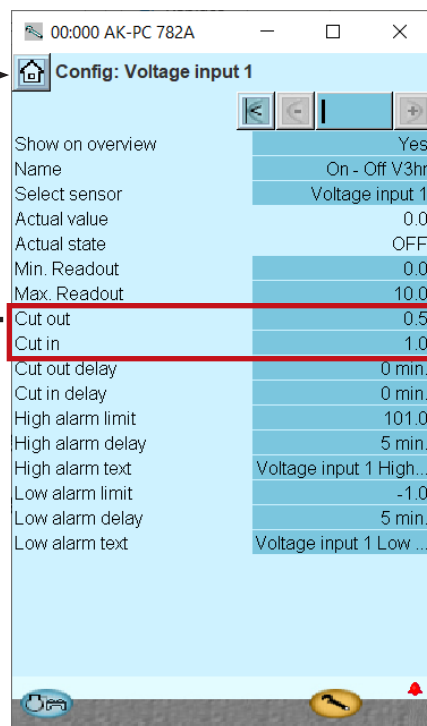 00:000 AK-PC 782A
Config: Voltage input 1
Show on overview Yes
Name On - Off V3hr
Select sensor Voltage input 1
Actual value 0.0
Actual state OFF
Min. Readout 0.0
Max. Readout 10.0
Cut out 0.5
Cut in 1.0
Cut out delay 0 min.
Cut in delay 0 min.
High alarm limit 101.0
High alarm delay 5 min.
High alarm text Voltage input 1 High...
Low alarm limit -1.0
Low alarm delay 5 min.
Low alarm text Voltage input 1 Low ...